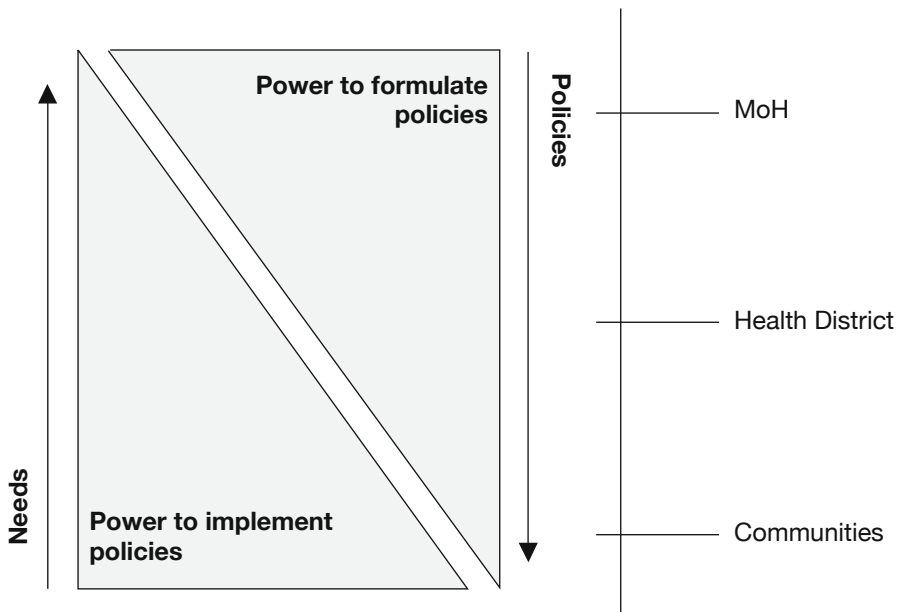 Power to formulate
policies
Policies
MoH
Health District
Needs
Power to implement
policies
Communities